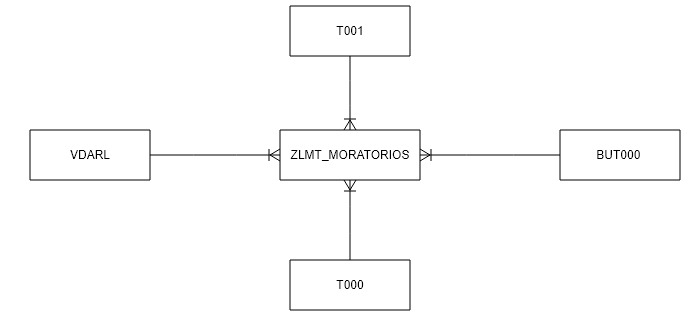 T001
VDARL
ZLMT_MORATORIOS
BUT000
T000